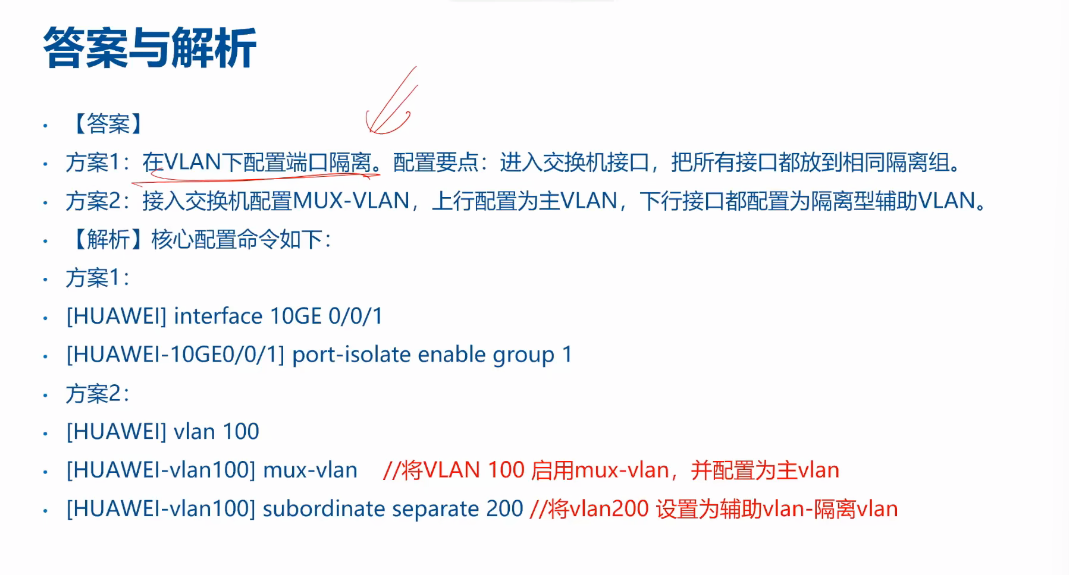 答案与解析
• 【答案】
• 方案1：在VLAN下配置端口隔离。配置要点：进入交换机接口，把所有接口都放到相同隔离组。
• 方案2：接入交换机配置MUX-VLAN，上行配置为主VLAN，下行接口都配置为隔离型辅助VLAN。
• 【解析】核心配置命令如下：
• 方案1：
• [HUAWEI] interface 10GE 0/0/1
• [HUAWEI-10GE0/0/1] port-isolate enable group 1
• 方案2：
• [HUAWEI] vlan 100
• [HUAWEI-vlan100] mux-vlan //将VLAN 100 启用mux-vlan，并配置为主vlan
• [HUAWEI-vlan100] subordinate separate 200 //将vlan200 设置为辅助vlan-隔离vlan